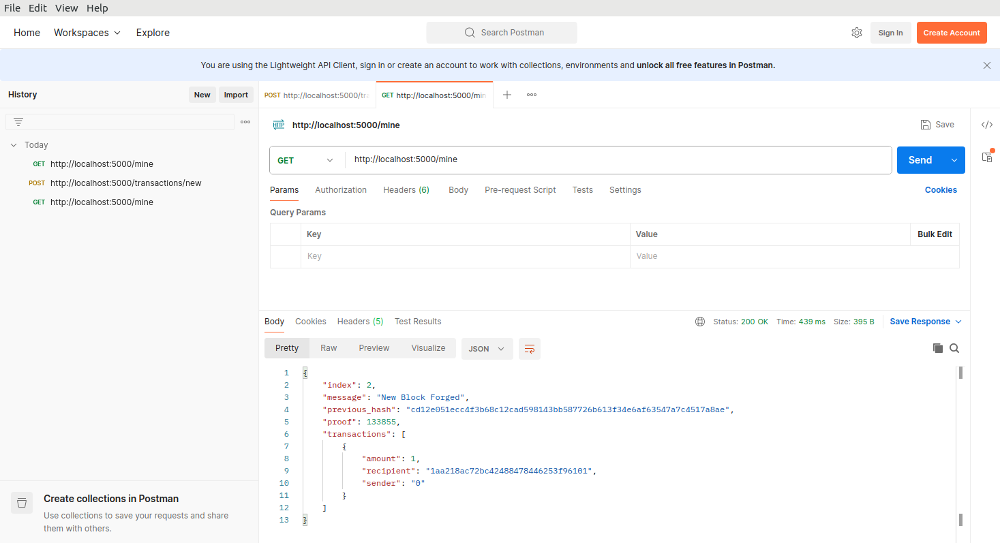 File Edit View Help
Home Workspaces Explore Search Postman Sign In Create Account
You are using the Lightweight API Client, sign in or create an account to work with collections, environments and unlock all free features in Postman.
History New Import
POST http://localhost:5000/tra GET http://localhost:5000/min
HTTP http://localhost:5000/mine Save
Today
GET http://localhost:5000/mine
POST http://localhost:5000/transactions/new
GET http://localhost:5000/mine
GET http://localhost:5000/mine Send
Params Authorization Headers (6) Body Pre-request Script Tests Settings Cookies
Query Params
Key Value Bulk Edit
Key Value
Body Cookies Headers (5) Test Results Status: 200 OK Time: 439 ms Size: 395 B Save Response
Pretty Raw Preview Visualize JSON
1 {
2 "index": 2,
3 "message": "New Block Forged",
4 "previous_hash": "cd12e051ecc4f3b68c12cad598143bb587726b613f34e6af63547a7c4517a8ae",
5 "proof": 133855,
6 "transactions": [
7 {
8 "amount": 1,
9 "recipient": "1aa218ac72bc42488478446253f96101",
10 "sender": "0"
11 }
12 ]
13 }
Create collections in Postman
Use collections to save your requests and share
them with others.